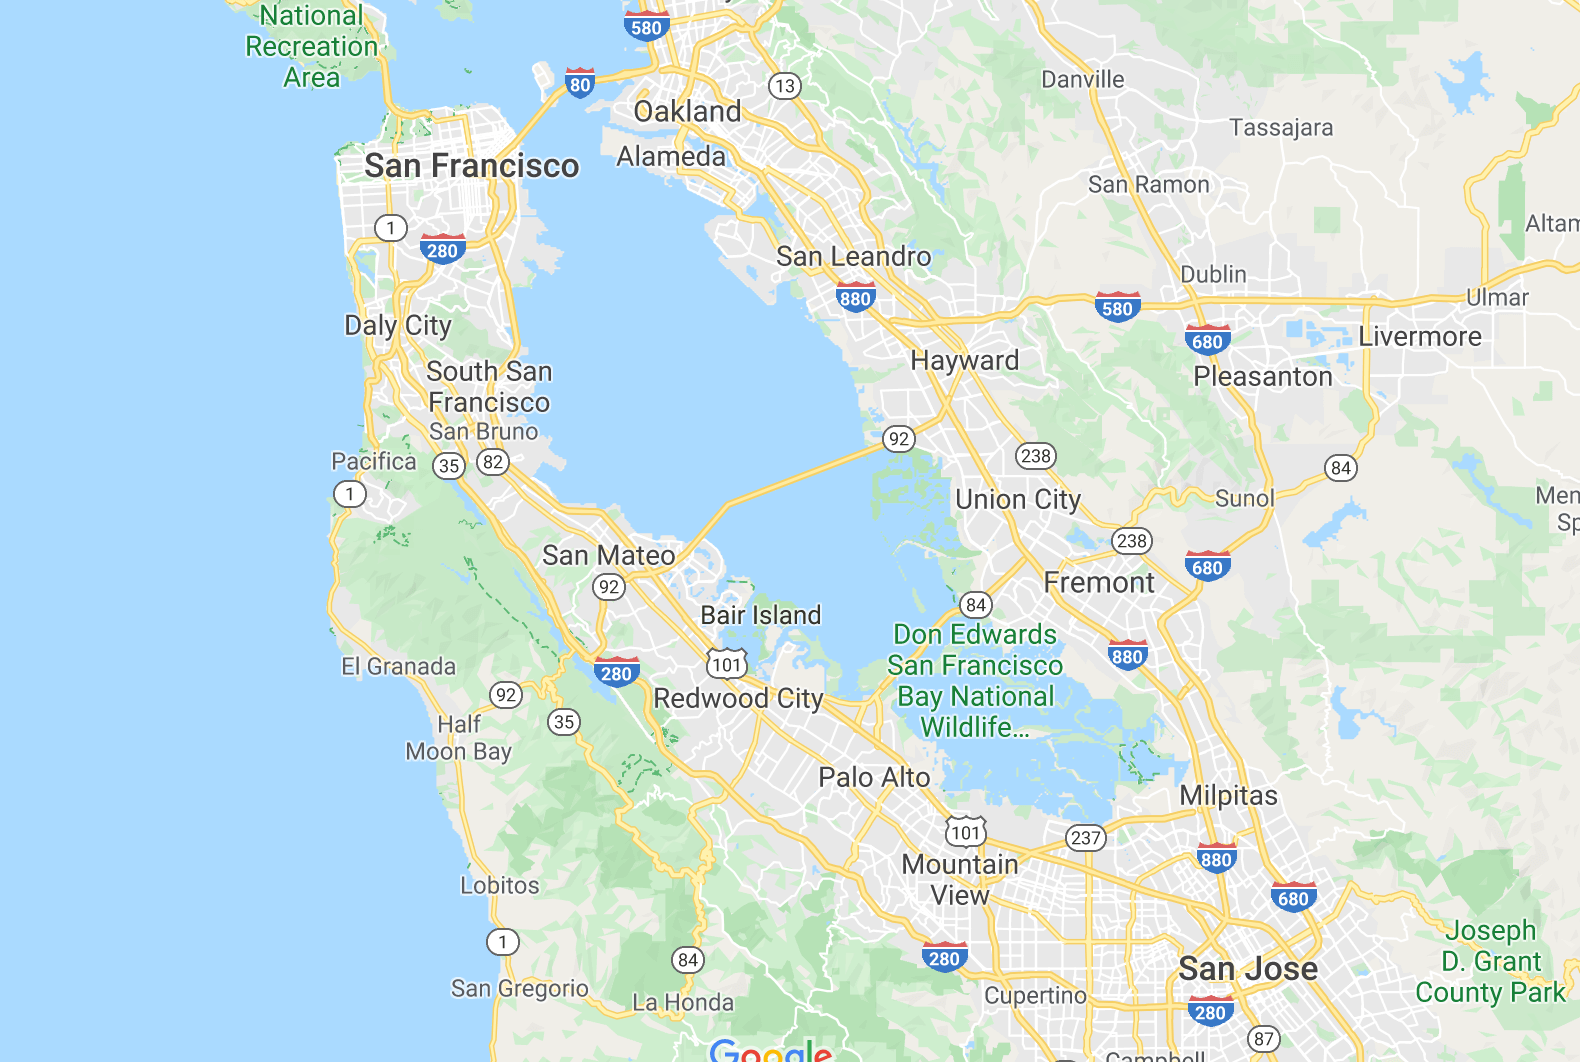 National
Recreation
Area
580
80
13
Oakland
Danville
Tassajara
Alameda
San Francisco
San Ramon
1
280
Altam
San Leandro
Dublin
880
580
Ulmar
Daly City
680
Livermore
Hayward
South San
Francisco
Pleasanton
San Bruno
92
Pacifica
35
82
238
84
1
Union City
Sunol
Men
Sp
238
San Mateo
92
680
Fremont
84
Bair Island
Don Edwards
San Francisco
Bay National
Wildlife...
880
El Granada
280
101
92
Redwood City
35
Half
Moon Bay
Palo Alto
Milpitas
101
237
Mountain
View
880
Lobitos
680
1
Joseph
D. Grant
County Park
84
280
San Jose
San Gregorio
La Honda
Cupertino
280
87
Google
Campbell